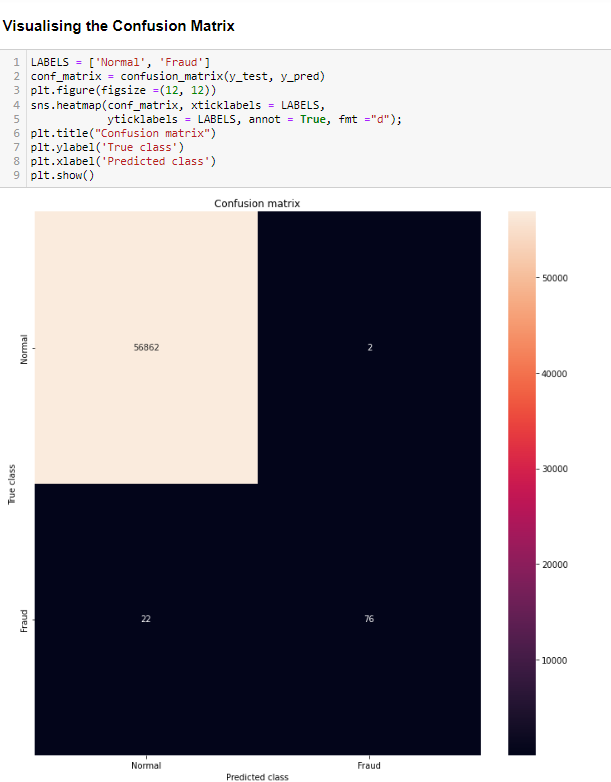 Visualising the Confusion Matrix
1 LABELS = ['Normal', 'Fraud']
2 conf_matrix = confusion_matrix(y_test, y_pred)
3 plt.figure(figsize =(12, 12))
4 sns.heatmap(conf_matrix, xticklabels = LABELS,
5             yticklabels = LABELS, annot = True, fmt ="d");
6 plt.title("Confusion matrix")
7 plt.ylabel('True class')
8 plt.xlabel('Predicted class')
9 plt.show()
Confusion matrix
50000
Normal
56862
2
40000
30000
True class
20000
Fraud
22
76
10000
Normal
Fraud
Predicted class